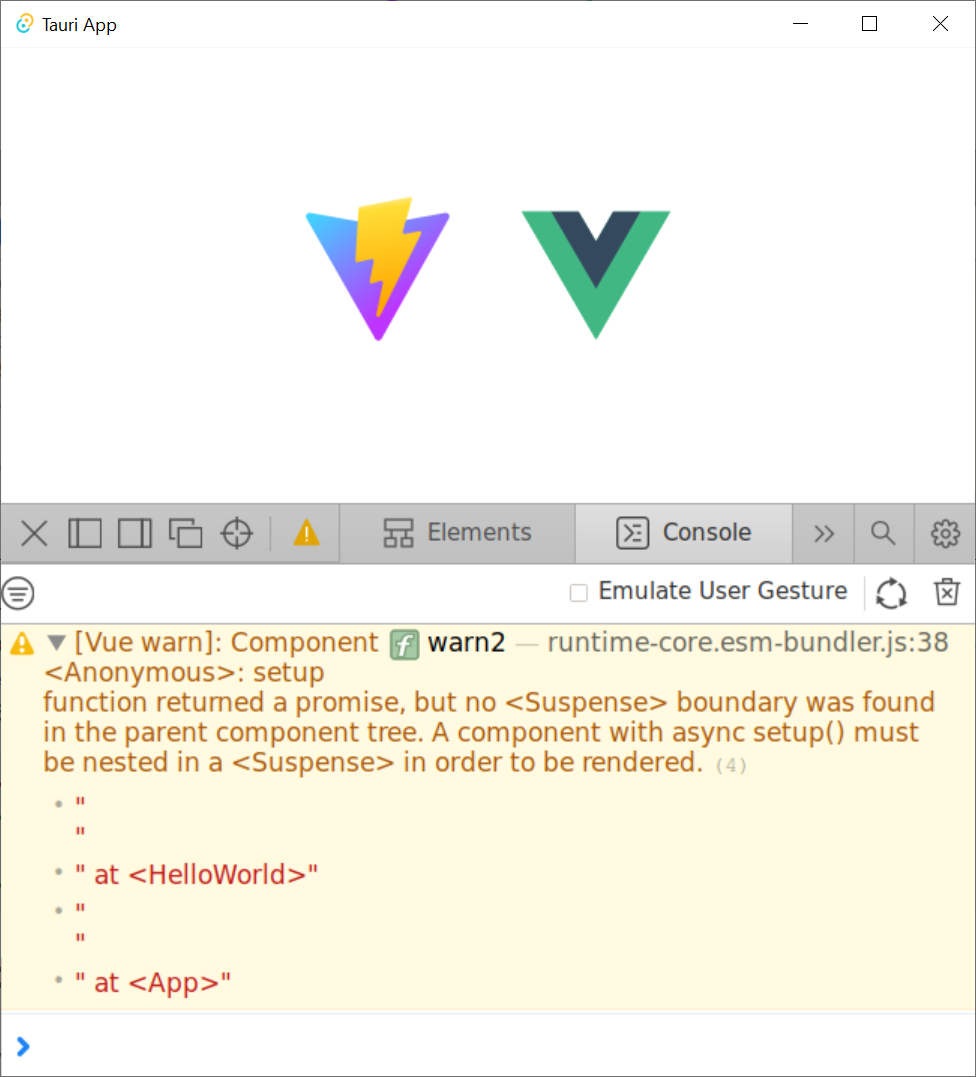 Tauri App
Elements
Console
Emulate User Gesture
[Vue warn]: Component f warn2 — runtime-core.esm-bundler.js:38
<Anonymous>: setup
function returned a promise, but no <Suspense> boundary was found
in the parent component tree. A component with async setup() must
be nested in a <Suspense> in order to be rendered. (4)
• "
"
• " at <HelloWorld>"
• "
"
• " at <App>"